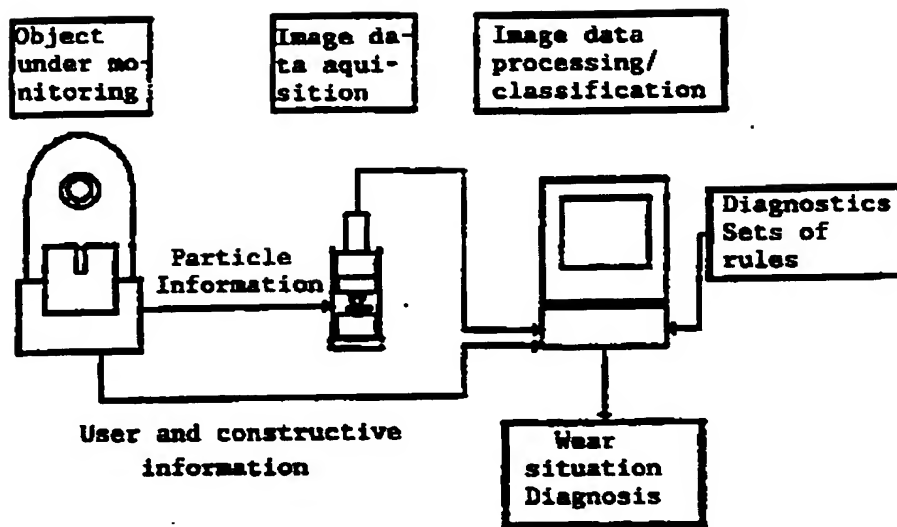 Object
under mo-
nitoring
Image da-
ta aqui-
sition
Image data
processing/
classification
Particle
Information
Diagnostics
Sets of
rules
User and constructive
information
Wear
situation
Diagnosis